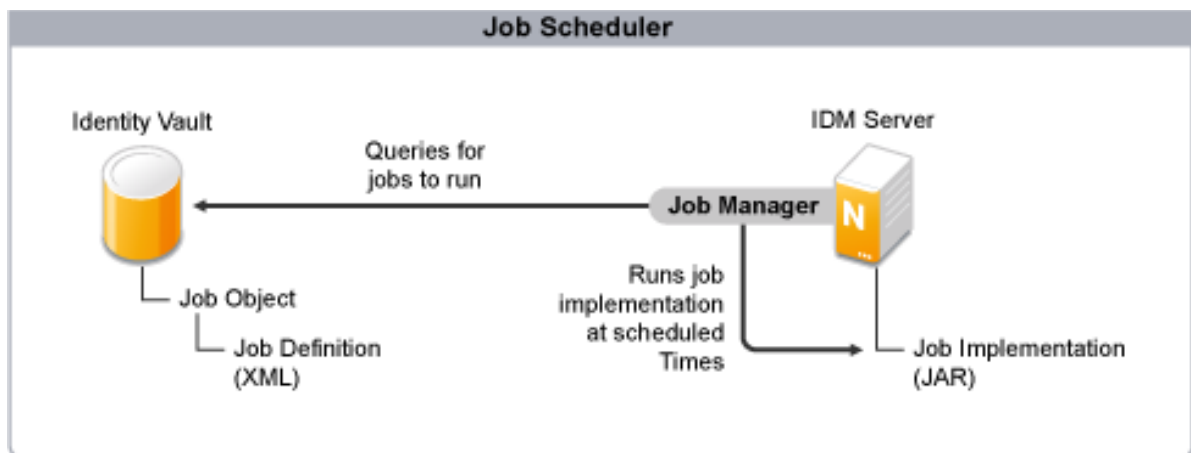 Job Scheduler
Identity Vault
IDM Server
Queries for
jobs to run
Job Manager
N
Runs job
implementation
at scheduled
Times
Job Object
Job Definition
(XML)
Job Implementation
(JAR)